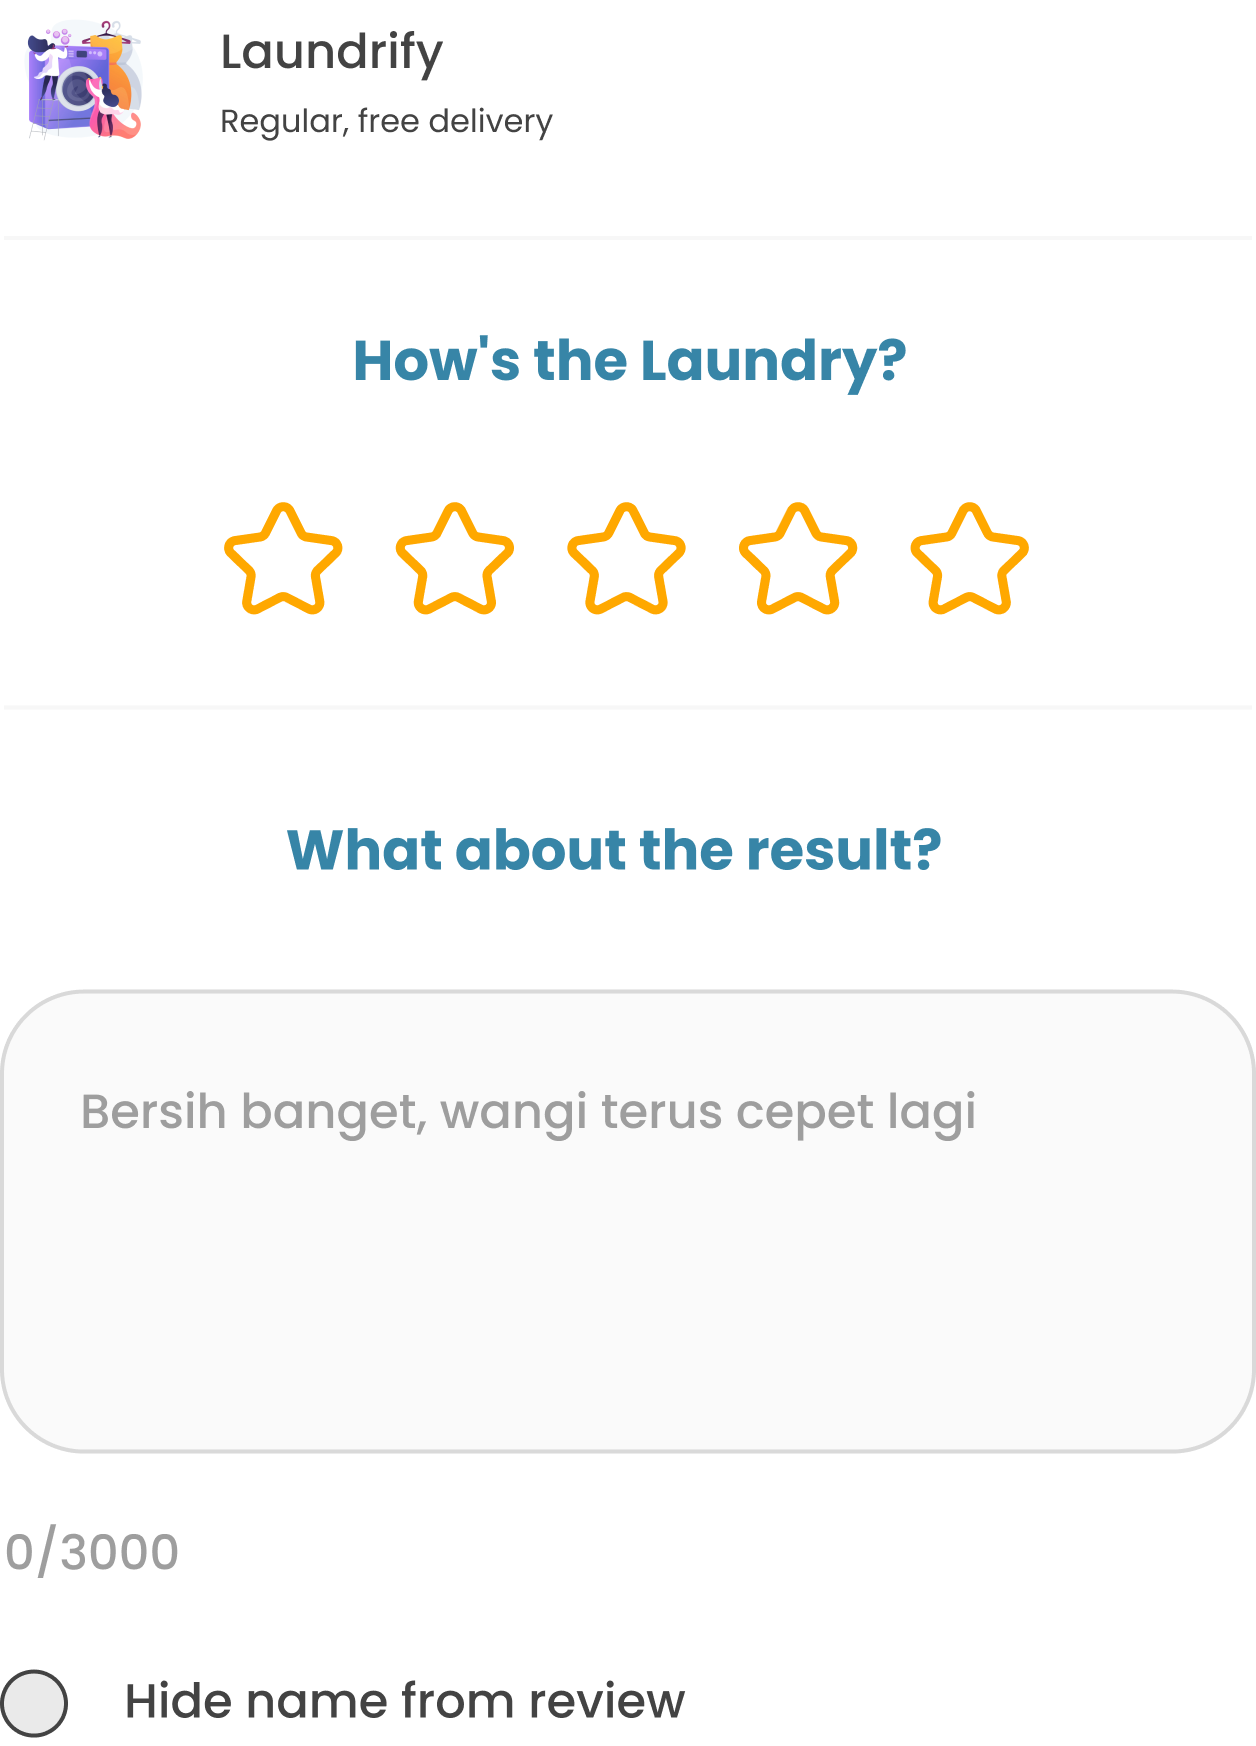 Laundrify
Regular, free delivery
How's the Laundry?
What about the result?
Bersih banget, wangi terus cepet lagi
0/3000
Hide name from review